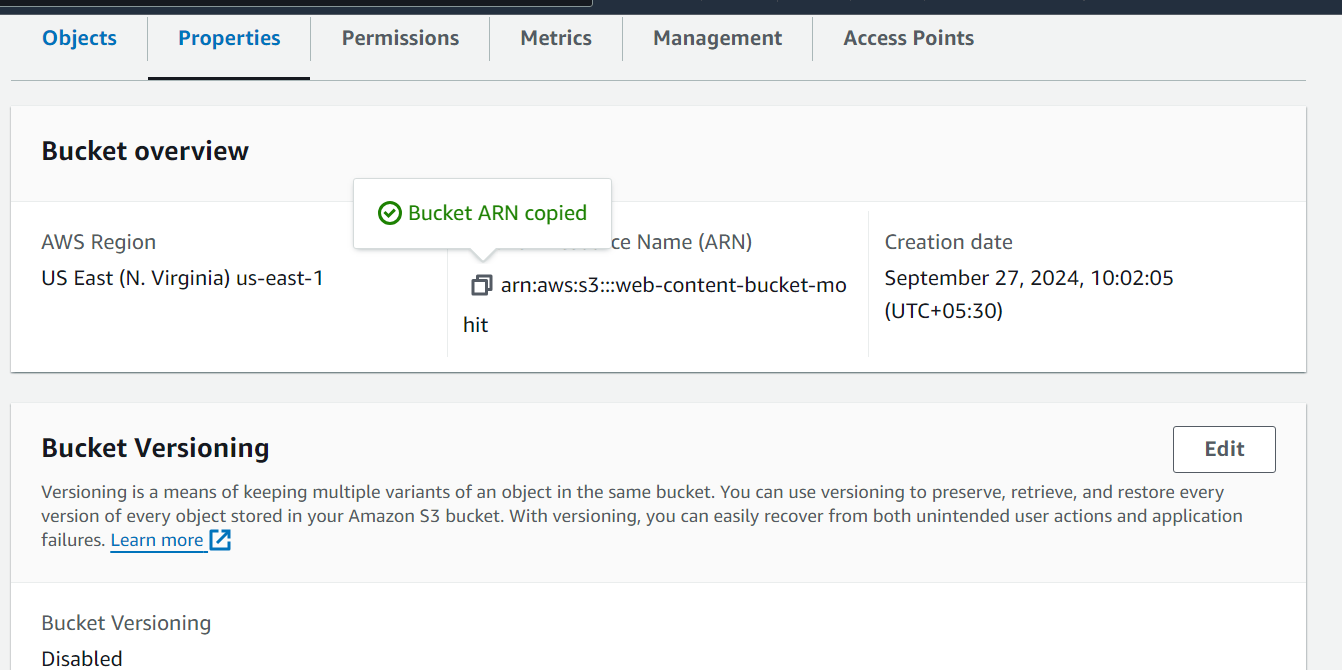 Objects Properties Permissions Metrics Management Access Points
Bucket overview
Bucket ARN copied
AWS Region
US East (N. Virginia) us-east-1
Name (ARN)
arn:aws:s3:::web-content-bucket-mo
hit
Creation date
September 27, 2024, 10:02:05
(UTC+05:30)
Bucket Versioning
Edit
Versioning is a means of keeping multiple variants of an object in the same bucket. You can use versioning to preserve, retrieve, and restore every
version of every object stored in your Amazon S3 bucket. With versioning, you can easily recover from both unintended user actions and application
failures. Learn more
Bucket Versioning
Disabled